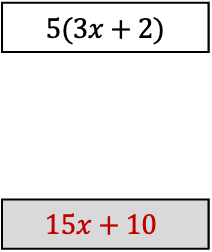 5(3x + 2)
15x + 10